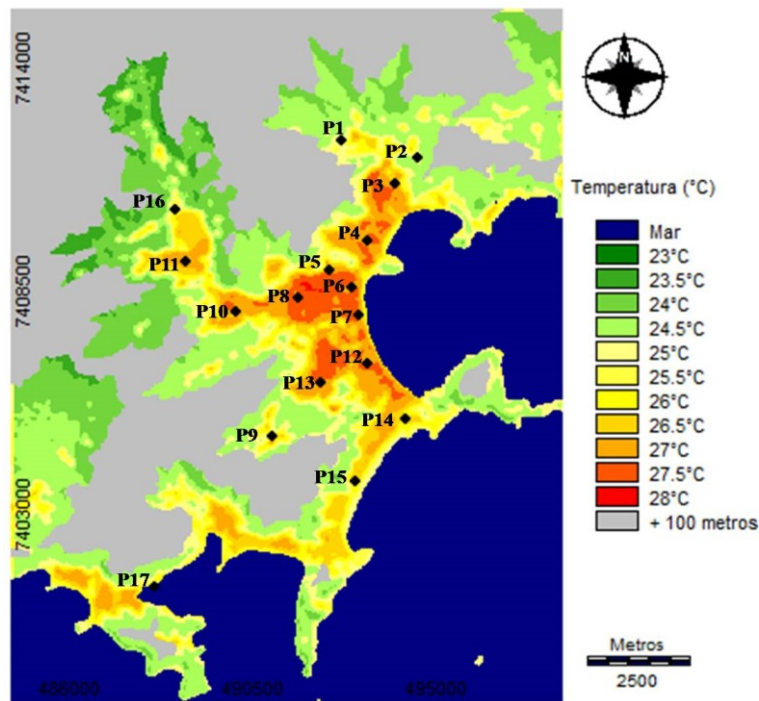 7414000
7408500
7403000
486000
490500
495000
P1
P2
P3
P16
P4
P5
P11
P6
P8
P10
P7
P12
P13
P14
P9
P15
P17
N
Temperatura (°C)
Mar
23°C
23.5°C
24°C
24.5°C
25°C
25.5°C
26°C
26.5°C
27°C
27.5°C
28°C
+ 100 metros
Metros
2500